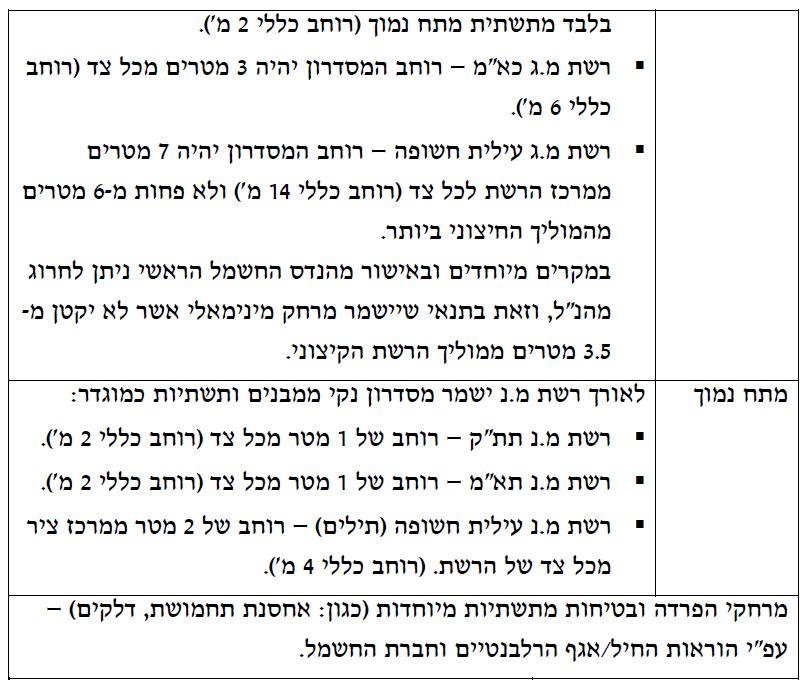 בלבד מתשתית מתח נמוך (רוחב כללי 2 מ').
▪ רשת מ.ג כא"מ – רוחב המסדרון יהיה 3 מטרים מכל צד (רוחב
כללי 6 מ').
▪ רשת מ.ג עילית חשופה – רוחב המסדרון יהיה 7 מטרים
ממרכז הרשת לכל צד (רוחב כללי 14 מ') ולא פחות מ-6 מטרים
מהמוליך החיצוני ביותר.
במקרים מיוחדים ובאישור מהנדס החשמל הראשי ניתן לחרוג
מהנ"ל, וזאת בתנאי שיישמר מרחק מינימאלי אשר לא יקטן מ-
3.5 מטרים ממוליך הרשת הקיצוני.
מתח נמוך
לאורך רשת מ.נ ישמר מסדרון נקי ממבנים ותשתיות כמוגדר:
▪ רשת מ.נ תת"ק – רוחב של 1 מטר מכל צד (רוחב כללי 2 מ').
▪ רשת מ.נ תא"מ – רוחב של 1 מטר מכל צד (רוחב כללי 2 מ').
▪ רשת מ.נ עילית חשופה (תילים) – רוחב של 2 מטר ממרכז ציר
מכל צד של הרשת. (רוחב כללי 4 מ').
מרחקי הפרדה ובטיחות מתשתיות מיוחדות (כגון: אחסנת תחמושת, דלקים) –
עפ"י הוראות החיל/אגף הרלבנטיים וחברת החשמל.